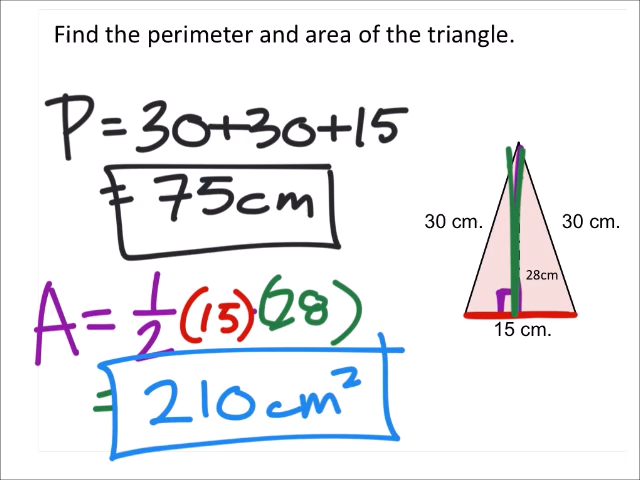 Find the perimeter and area of the triangle.
P = 30+30+15
= 75cm
30 cm. 30 cm.
28cm
15 cm.
A = 1/2 (15)(28)
= 210cm²